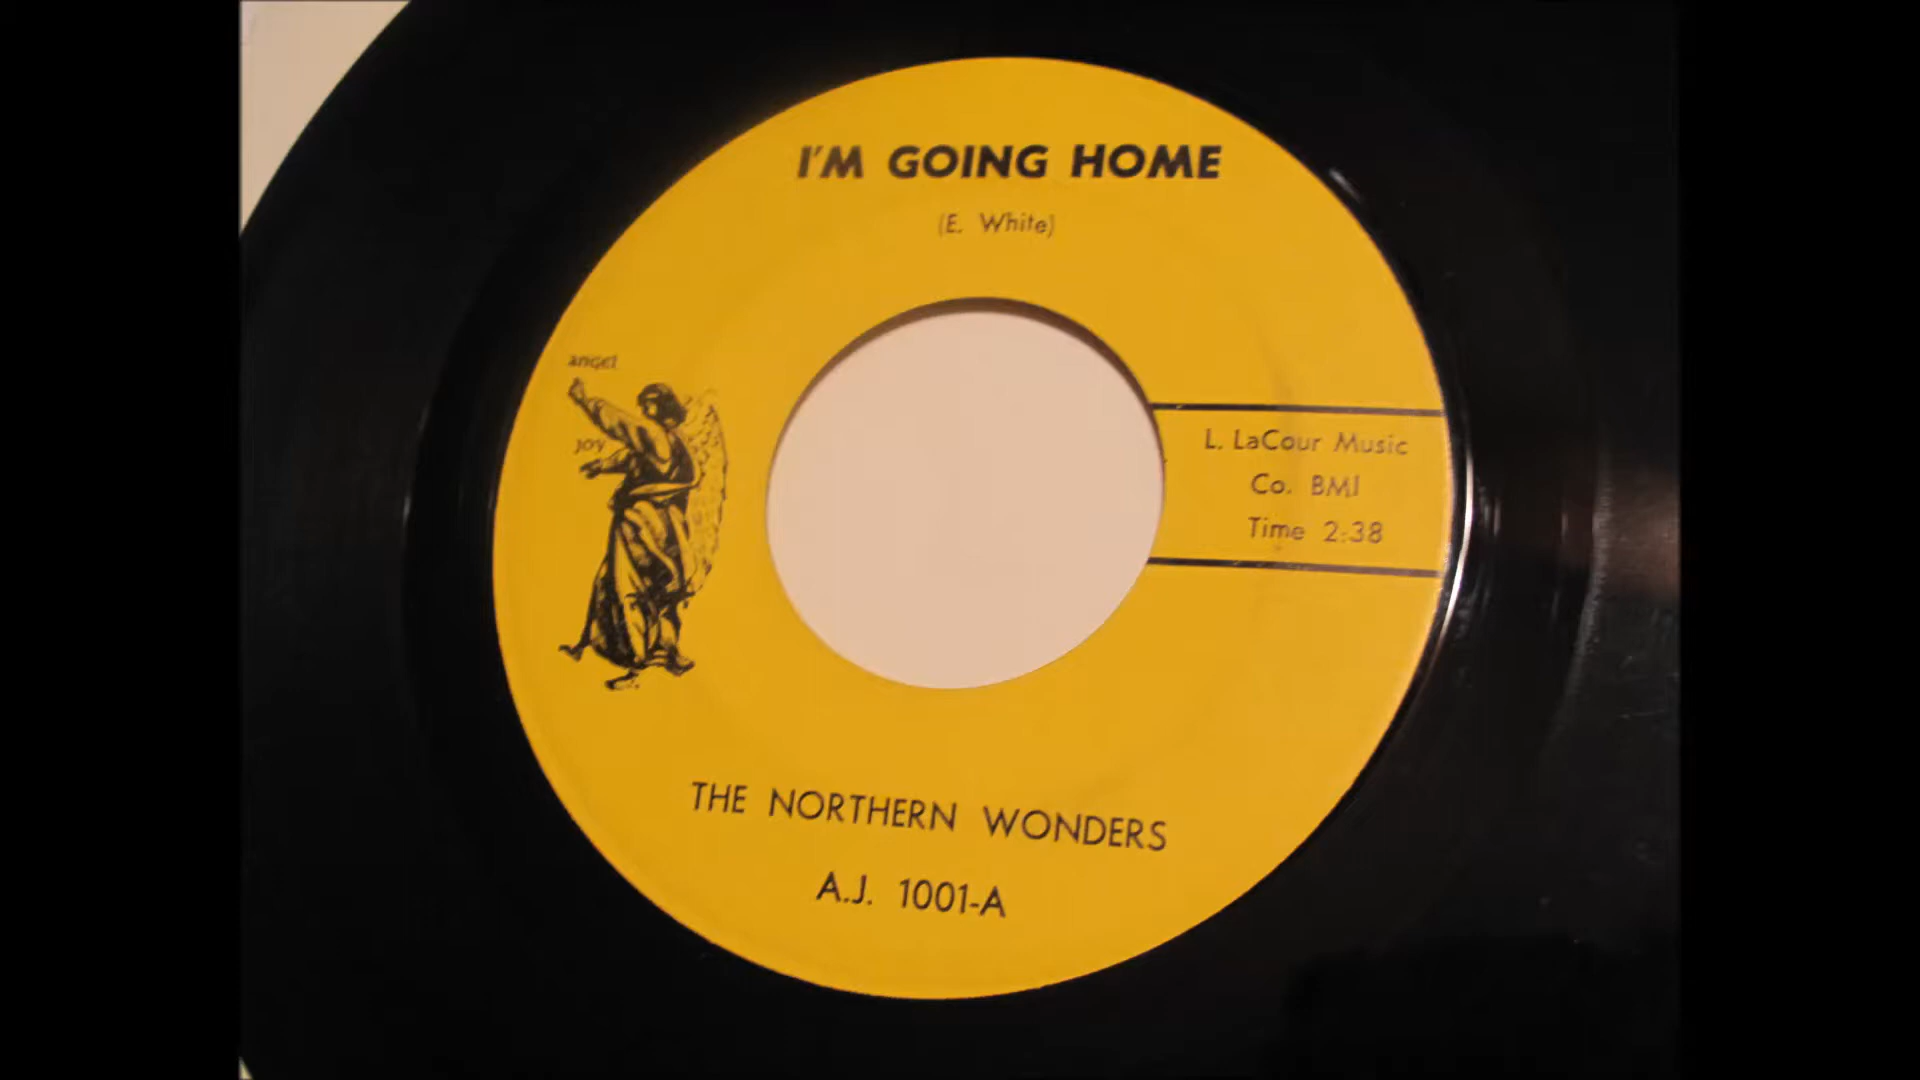 I'M GOING HOME
(E. White)
angel
JOY
L. LaCour Music
Co. BMI
Time 2:38
THE NORTHERN WONDERS
A.J. 1001-A